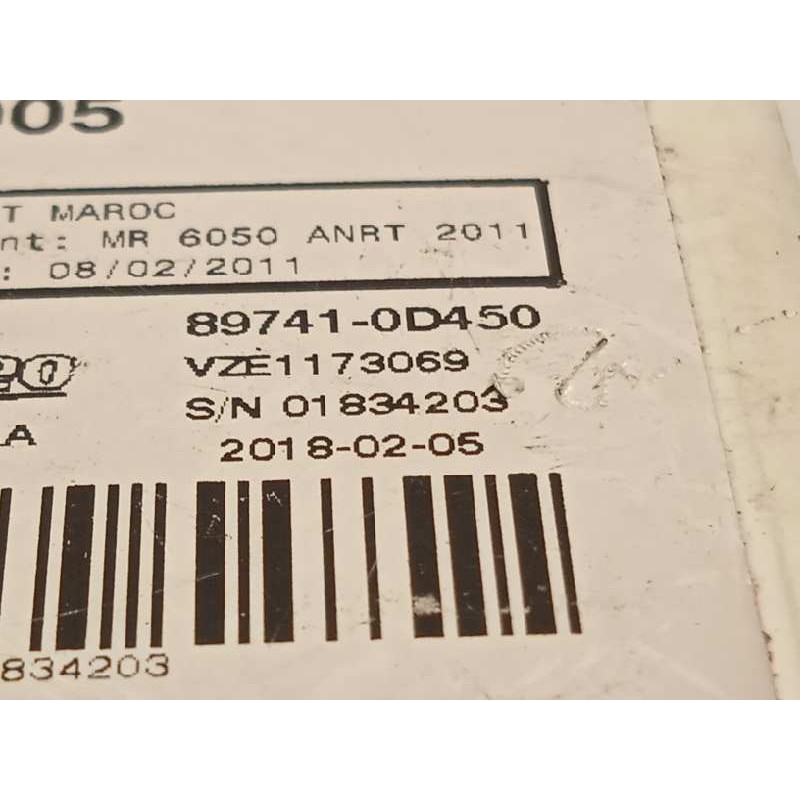 005
T MAROC
nt: MR 6050 ANRT 2011
: 08/02/2011
89741-0D450
VZE1173069
S/N 01834203
A
2018-02-05
834203